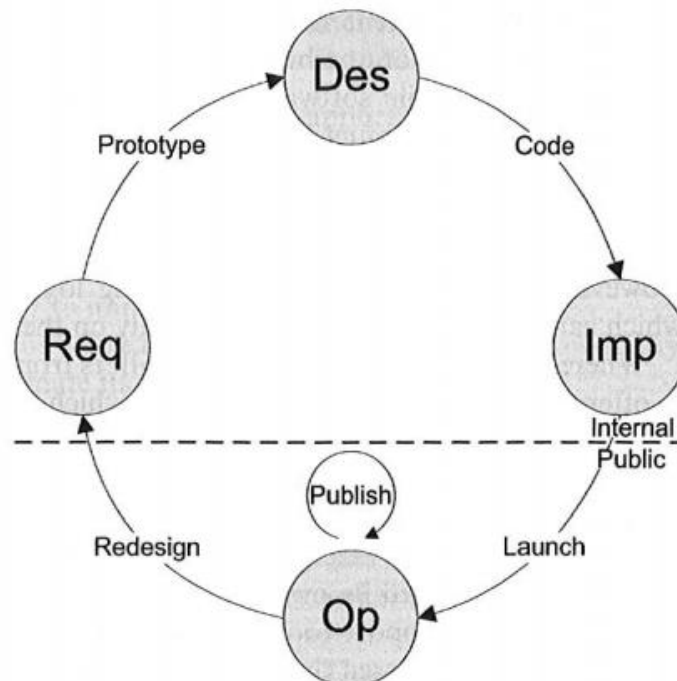 Des
Prototype
Code
Req
Imp
Internal
Public
Publish
Redesign
Launch
Op